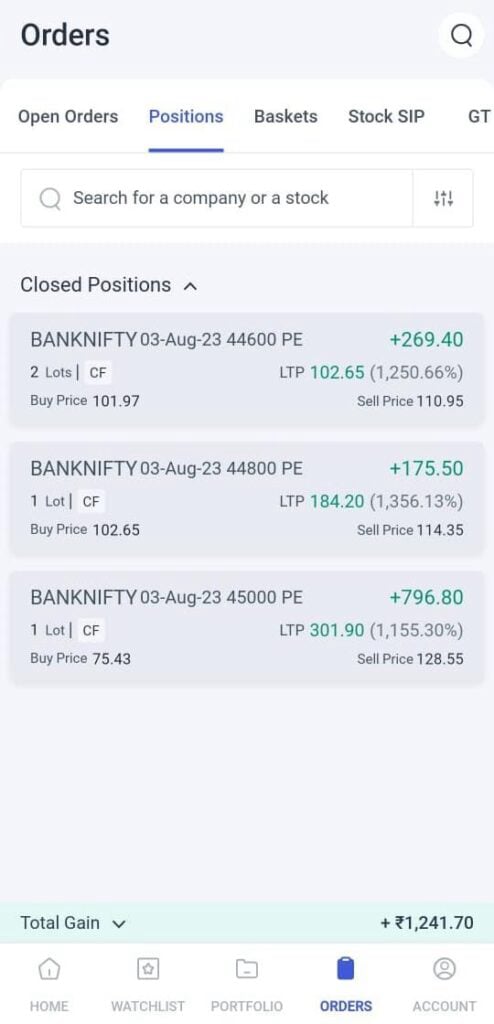 Orders
Open Orders Positions Baskets Stock SIP GT
Search for a company or a stock
Closed Positions
BANKNIFTY 03-Aug-23 44600 PE +269.40
2 Lots | CF LTP 102.65 (1,250.66%)
Buy Price 101.97 Sell Price 110.95
BANKNIFTY 03-Aug-23 44800 PE +175.50
1 Lot | CF LTP 184.20 (1,356.13%)
Buy Price 102.65 Sell Price 114.35
BANKNIFTY 03-Aug-23 45000 PE +796.80
1 Lot | CF LTP 301.90 (1,155.30%)
Buy Price 75.43 Sell Price 128.55
Total Gain + ₹1,241.70
HOME WATCHLIST PORTFOLIO ORDERS ACCOUNT